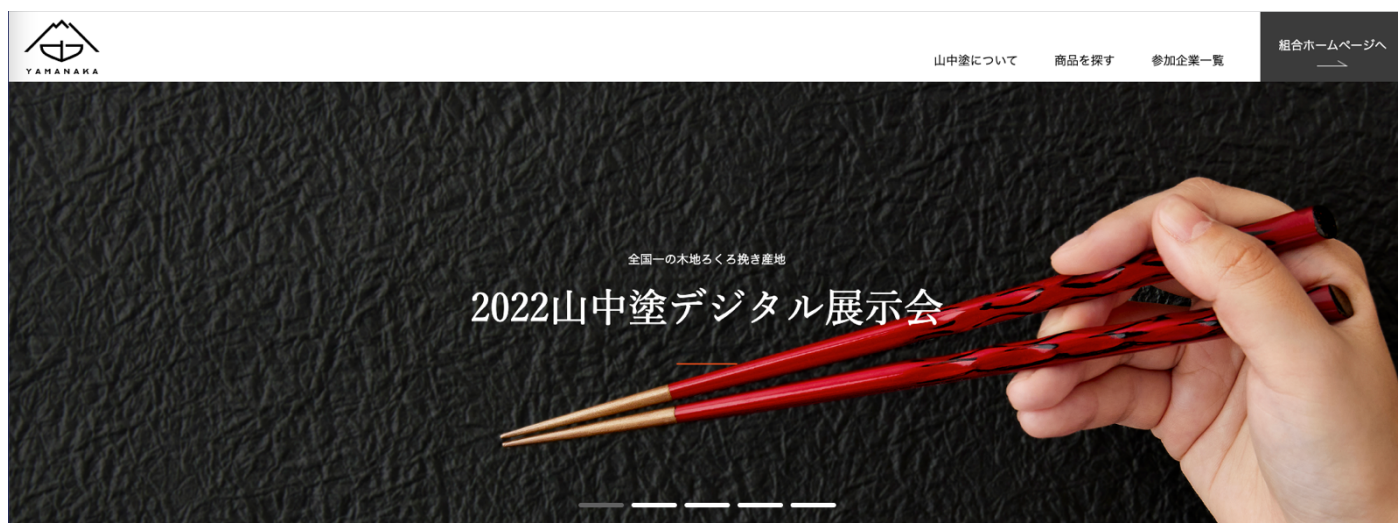 YAMANAKA
山中塗について
商品を探す
参加企業一覧
組合ホームページへ
全国一の木地ろくろ挽き産地
2022山中塗デジタル展示会